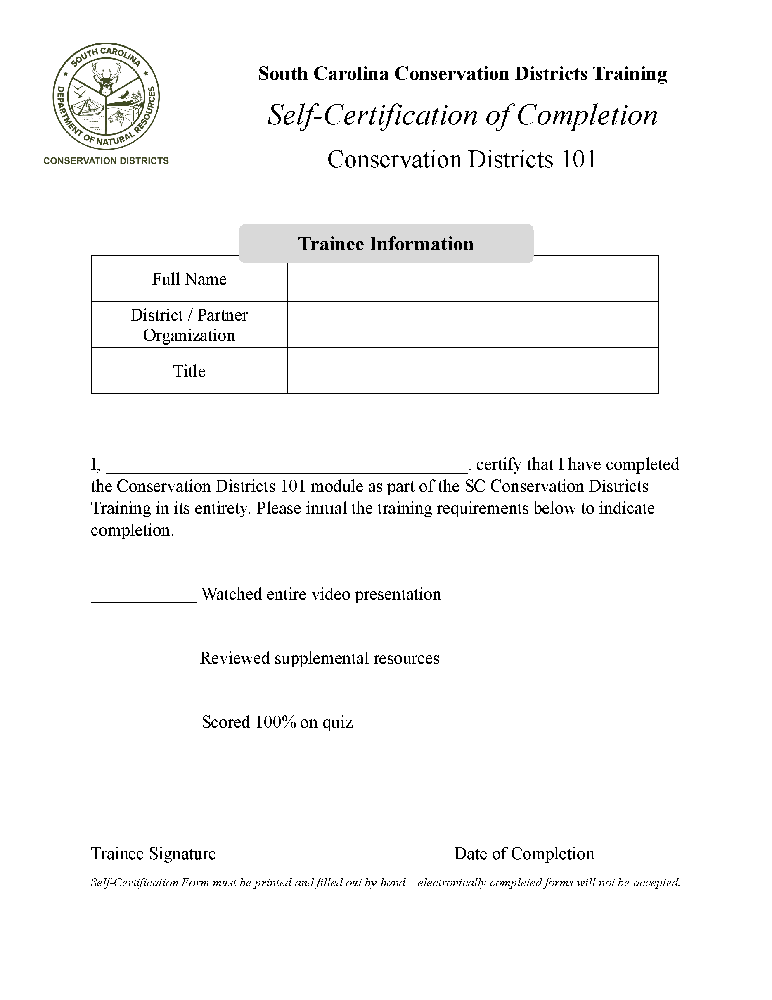 SOUTH CAROLINA
DEPARTMENT OF NATURAL RESOURCES
CONSERVATION DISTRICTS
South Carolina Conservation Districts Training
Self-Certification of Completion
Conservation Districts 101
Trainee Information
Full Name
District / Partner
Organization
Title
I, ______________________________________, certify that I have completed
the Conservation Districts 101 module as part of the SC Conservation Districts
Training in its entirety. Please initial the training requirements below to indicate
completion.
___________ Watched entire video presentation
___________ Reviewed supplemental resources
___________ Scored 100% on quiz
Trainee Signature
Date of Completion
Self-Certification Form must be printed and filled out by hand – electronically completed forms will not be accepted.